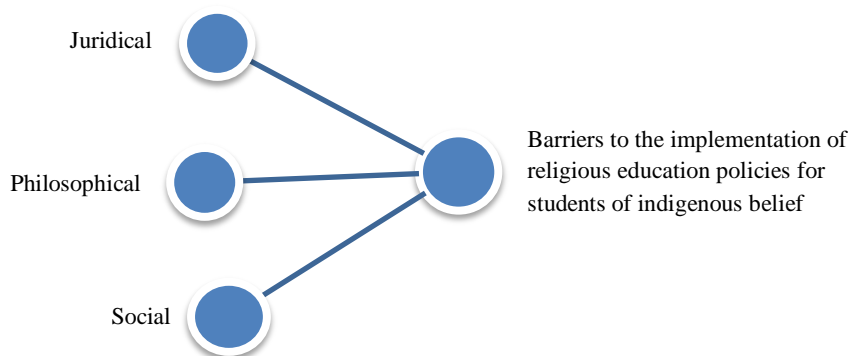 Juridical
Philosophical
Social
Barriers to the implementation of
religious education policies for
students of indigenous belief